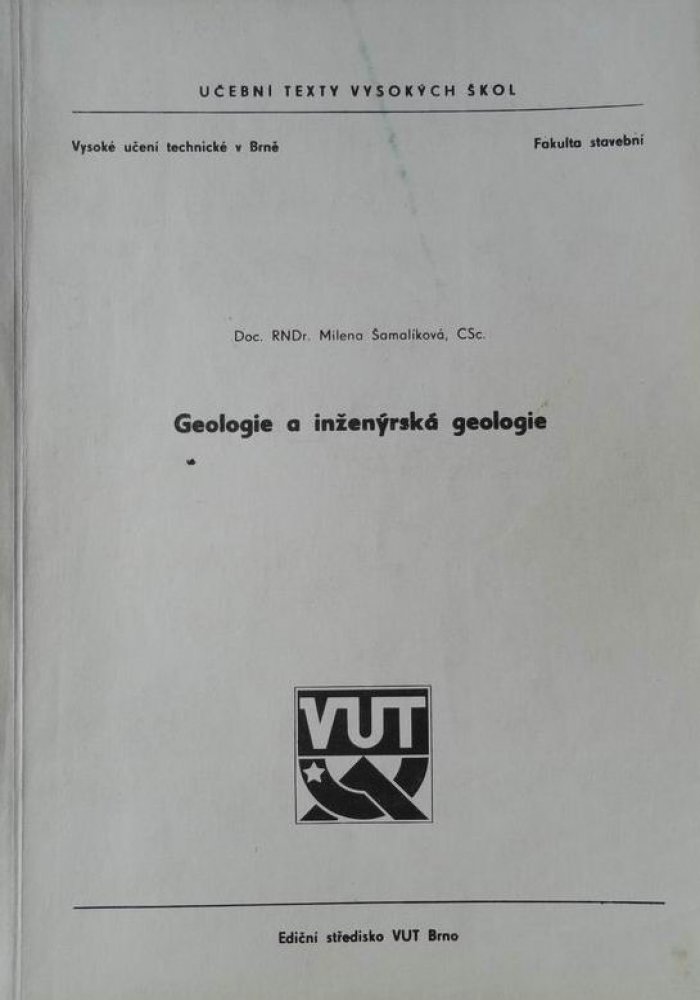 UČEBNÍ TEXTY VYSOKÝCH ŠKOL
Vysoké učení technické v Brně Fakulta stavební
Doc. RNDr. Milena Šamalíková, CSc.
Geologie a inženýrská geologie
VUT
Ediční středisko VUT Brno